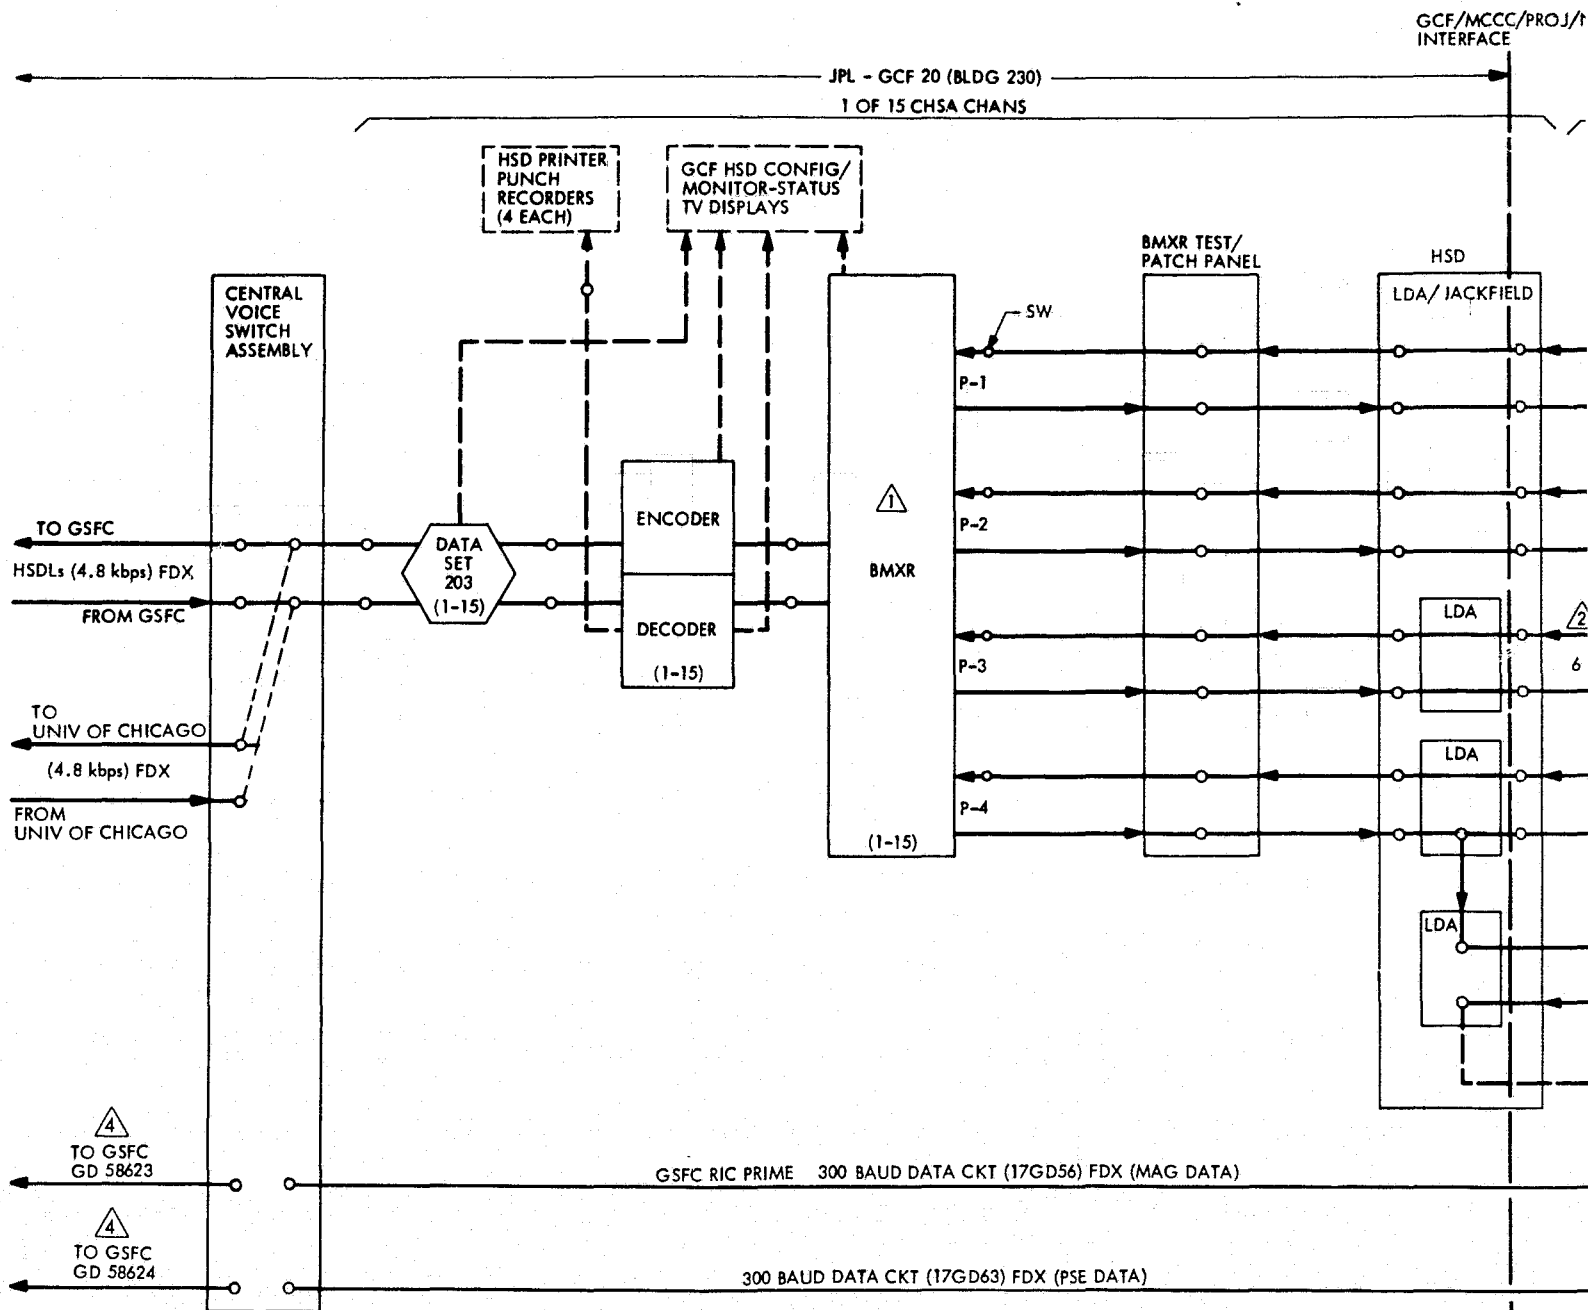 GCF/MCCC/PROJ/
INTERFACE
JPL - GCF 20 (BLDG 230)
1 OF 15 CHSA CHANS
HSD PRINTER
PUNCH
RECORDERS
(4 EACH)
GCF HSD CONFIG/
MONITOR-STATUS
TV DISPLAYS
BMXR TEST/
PATCH PANEL
HSD
LDA/ JACKFIELD
CENTRAL
VOICE
SWITCH
ASSEMBLY
SW
P-1
ENCODER
1
P-2
TO GSFC
HSDLs (4.8 kbps) FDX
FROM GSFC
DATA
SET
203
(1-15)
BMXR
DECODER
(1-15)
LDA
2
P-3
6
TO
UNIV OF CHICAGO
(4.8 kbps) FDX
FROM
UNIV OF CHICAGO
LDA
P-4
(1-15)
LDA
4
TO GSFC
GD 58623
GSFC RIC PRIME 300 BAUD DATA CKT (17GD56) FDX (MAG DATA)
4
TO GSFC
GD 58624
300 BAUD DATA CKT (17GD63) FDX (PSE DATA)